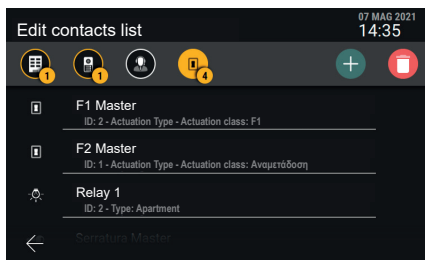 07 MAG 2021
Edit contacts list
14:35
1
1
4
F1 Master
ID: 2 - Actuation Type - Actuation class: F1
F2 Master
ID: 1 - Actuation Type - Actuation class: Αναμετάδοση
Relay 1
ID: 2 - Type: Apartment
Serratura Master